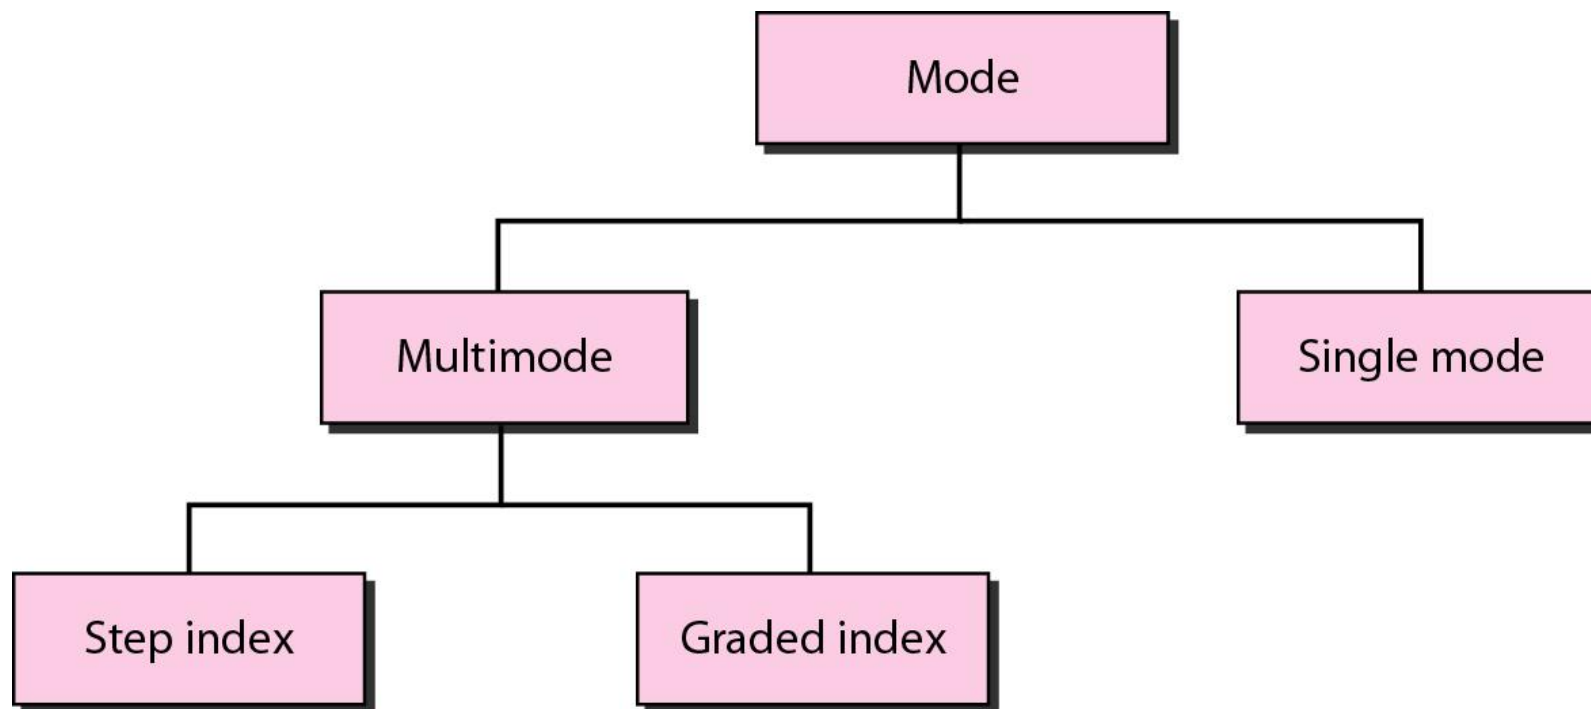 Mode
Multimode
Single mode
Step index
Graded index